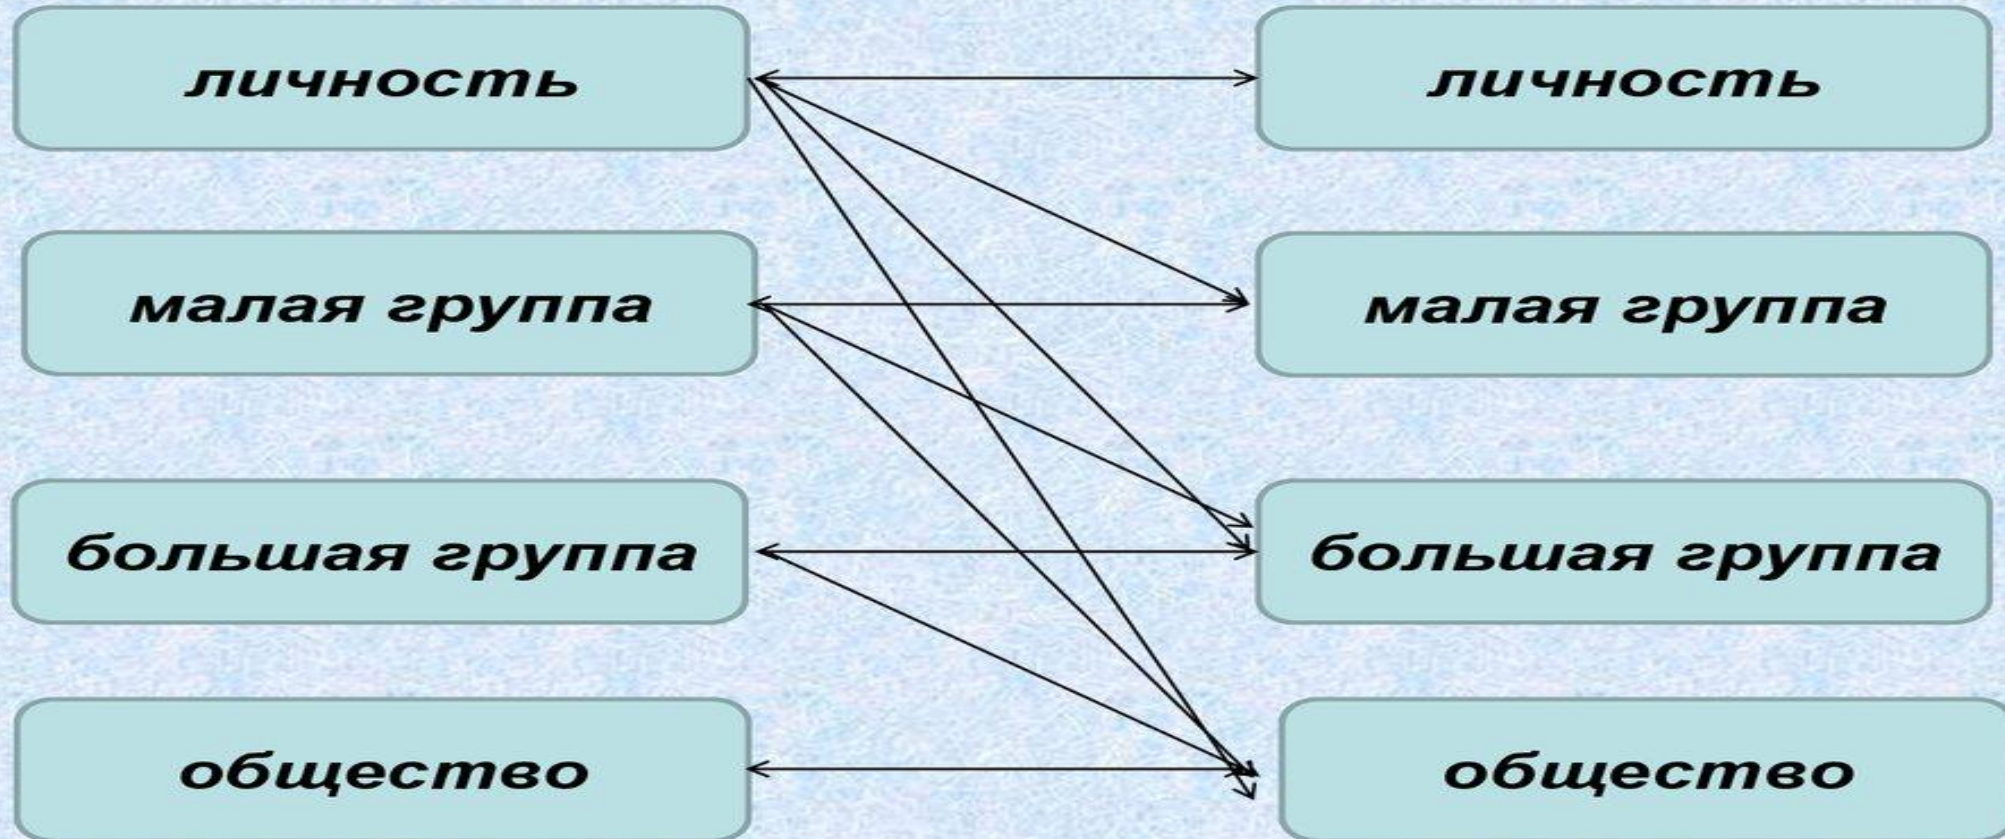 личность
личность
малая группа
малая группа
большая группа
большая группа
общество
общество